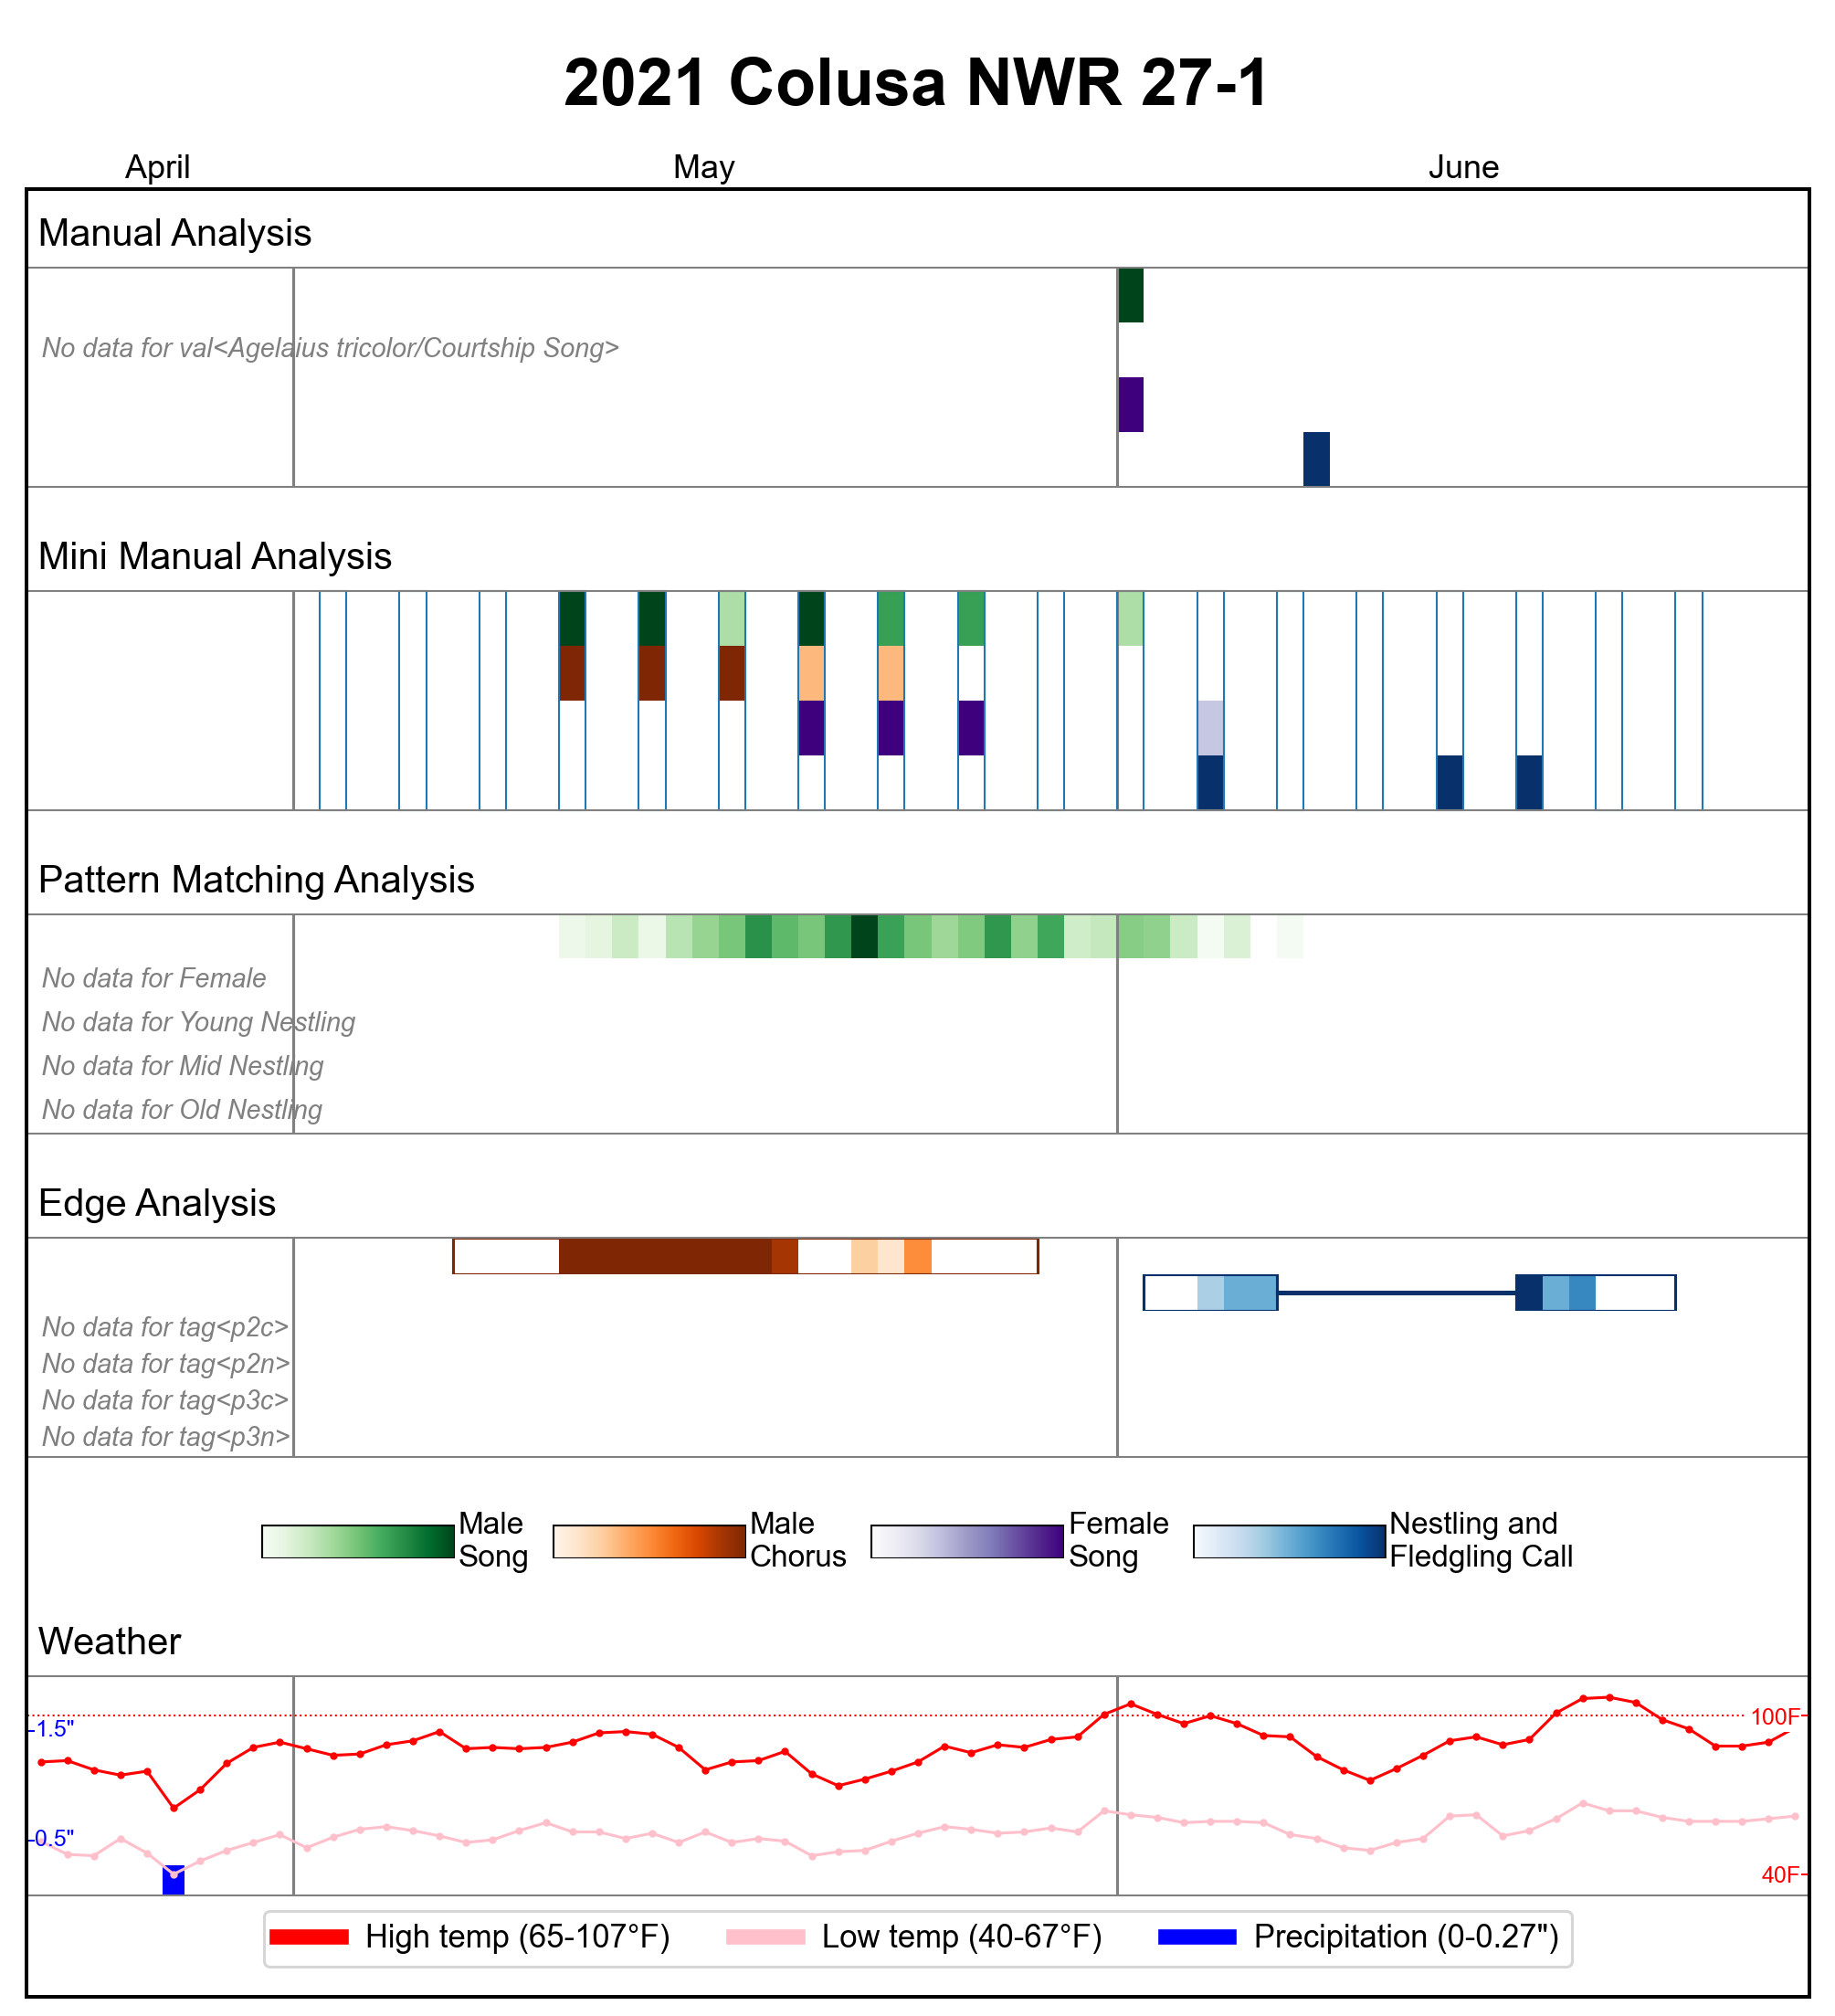 2021 Colusa NWR 27-1
April May June
Manual Analysis
No data for val<Agelaius tricolor/Courtship Song>
Mini Manual Analysis
Pattern Matching Analysis
No data for Female
No data for Young Nestling
No data for Mid Nestling
No data for Old Nestling
Edge Analysis
No data for tag<p2c>
No data for tag<p2n>
No data for tag<p3c>
No data for tag<p3n>
Male Song
Male Chorus
Female Song
Nestling and Fledgling Call
Weather
1.5" 100F
0.5"
40F
High temp (65-107°F) Low temp (40-67°F) Precipitation (0-0.27")